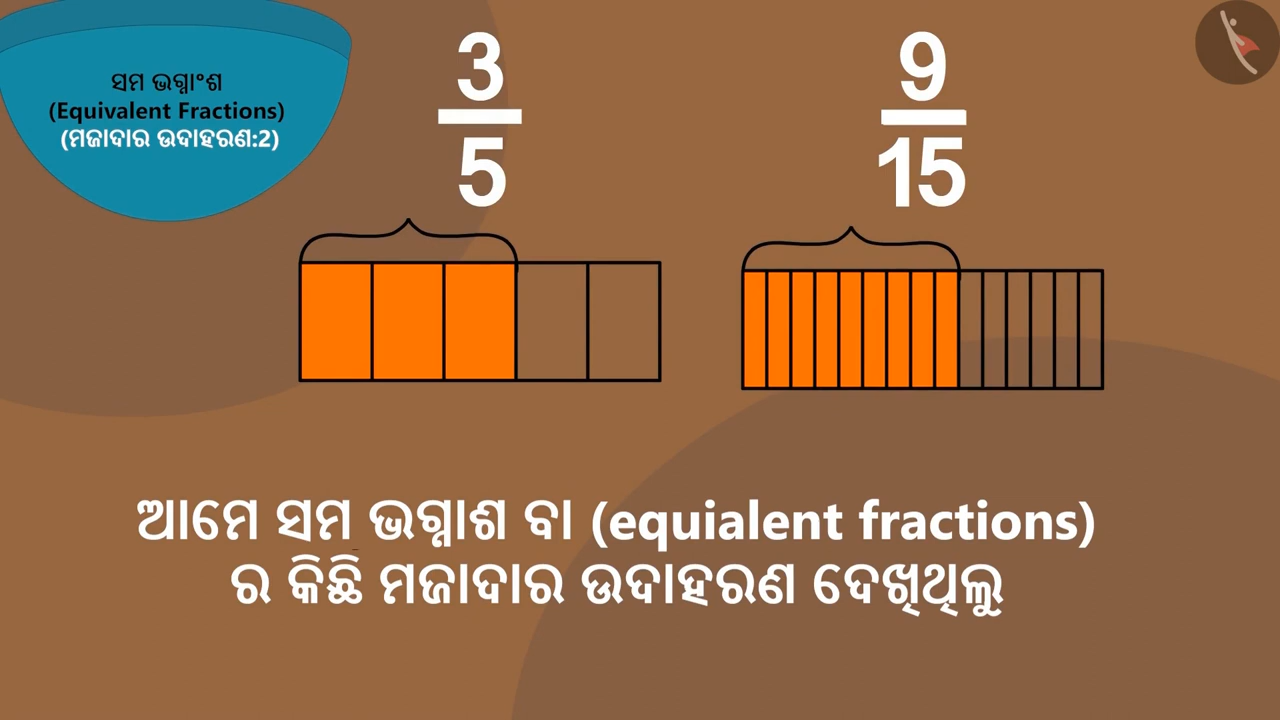 ସମ ଭଗ୍ନାଂଶ
(Equivalent Fractions)
(ମଜାଦାର ଉଦାହରଣ:2)
3
5
9
15
ଆମେ ସମ ଭଗ୍ନାଶ ବା (equialent fractions)
ର କିଛି ମଜାଦାର ଉଦାହରଣ ଦେଖିଥିଲୁ